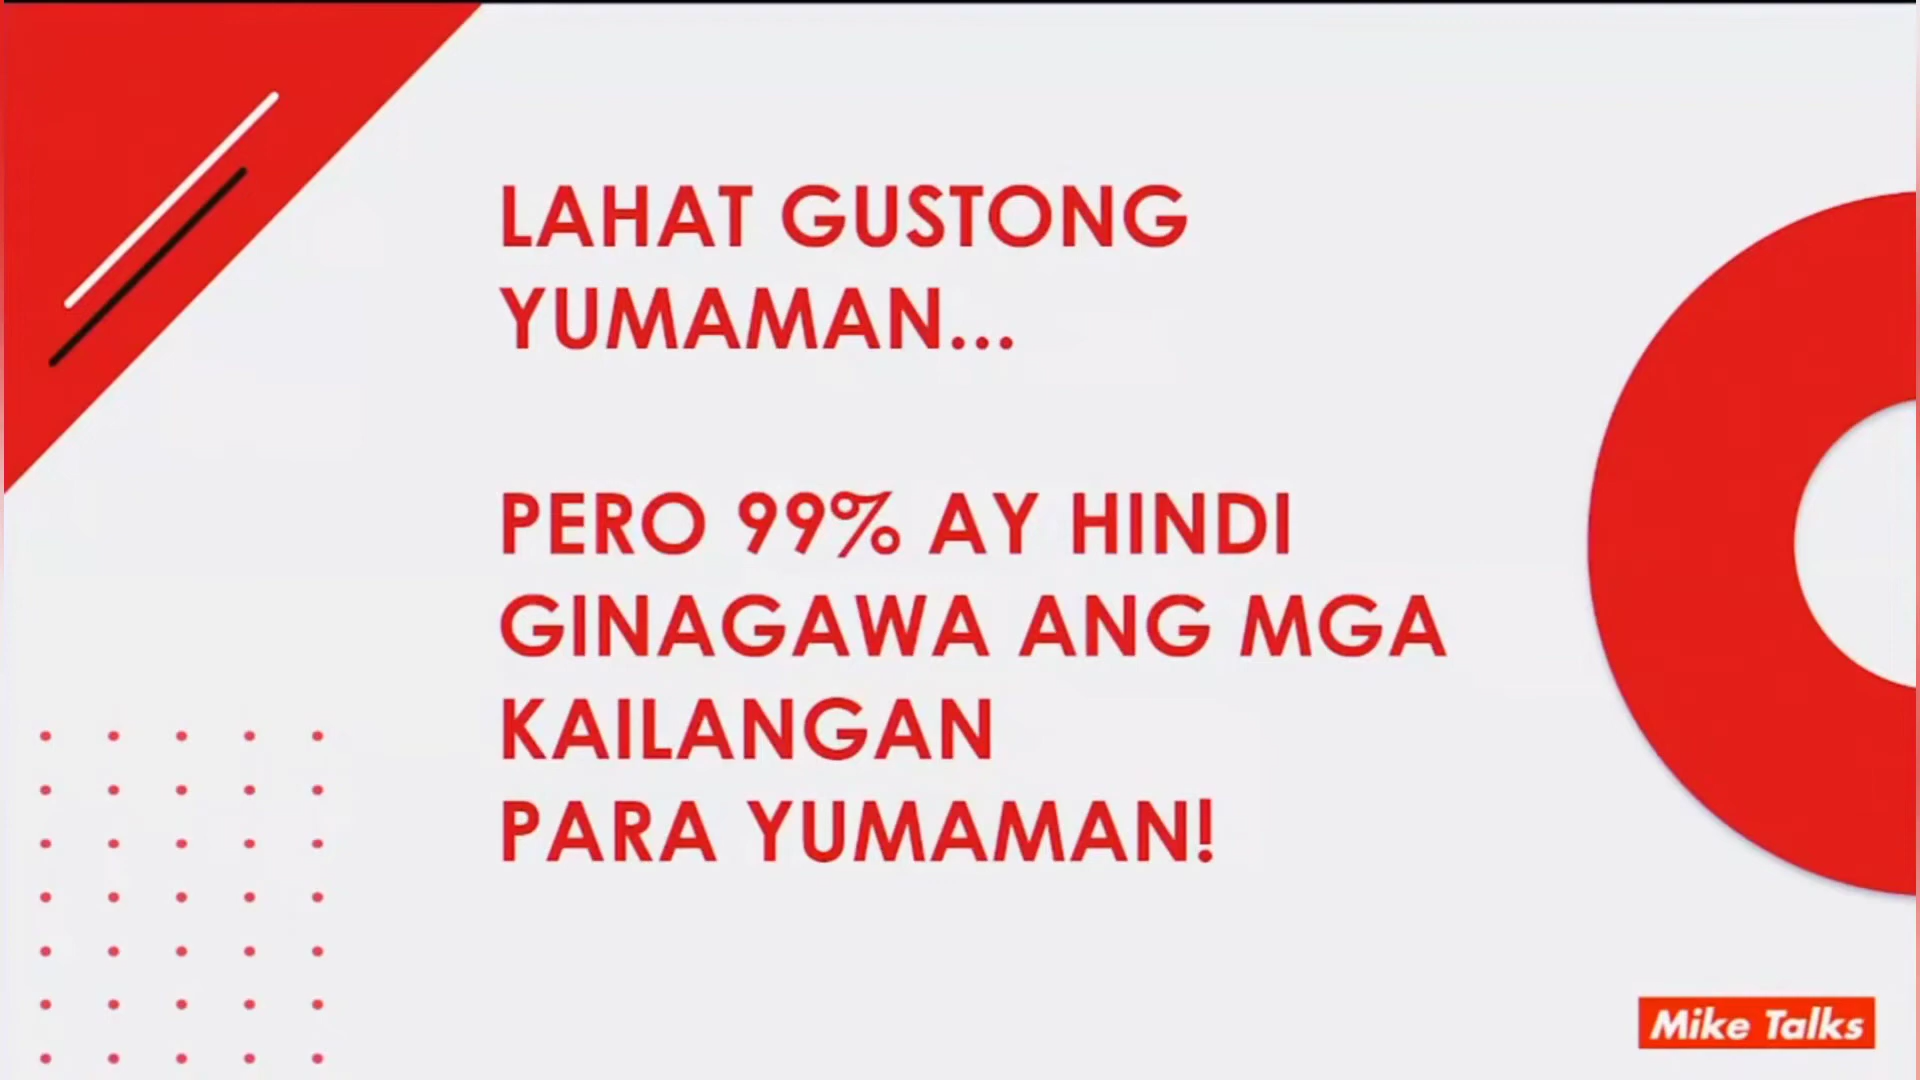 LAHAT GUSTONG
YUMAMAN...
PERO 99% AY HINDI
GINAGAWA ANG MGA
KAILANGAN
PARA YUMAMAN!
Mike Talks